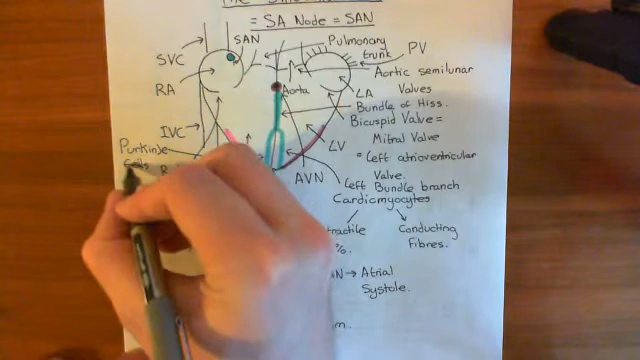 = SA Node = SAN
SAN
Pulmonary
trunk
PV
SVC
Aortic semilunar
Valves
RA
Aorta
LA
Bundle of Hiss.
Bicuspid Valve =
Mitral Valve
= Left atrioventricular
Valve.
IVC
LV
Purkinje
Cells
AVN
Left Bundle branch
Cardiomyocytes
Conducting
Fibres.
→ Atrial
Systole.